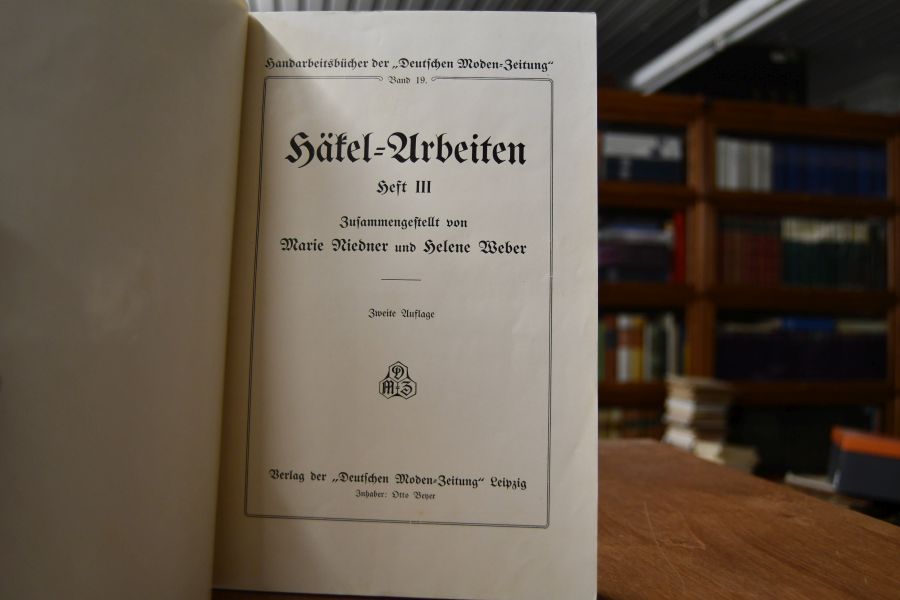 Handarbeitsbücher der „Deutschen Moden-Zeitung“
Band 19.
Häkel-Arbeiten
Heft III
Zusammengestellt von
Marie Niedner und Helene Weber
Zweite Auflage
D
M Z
Verlag der „Deutschen Moden-Zeitung“ Leipzig
Inhaber: Otto Beyer